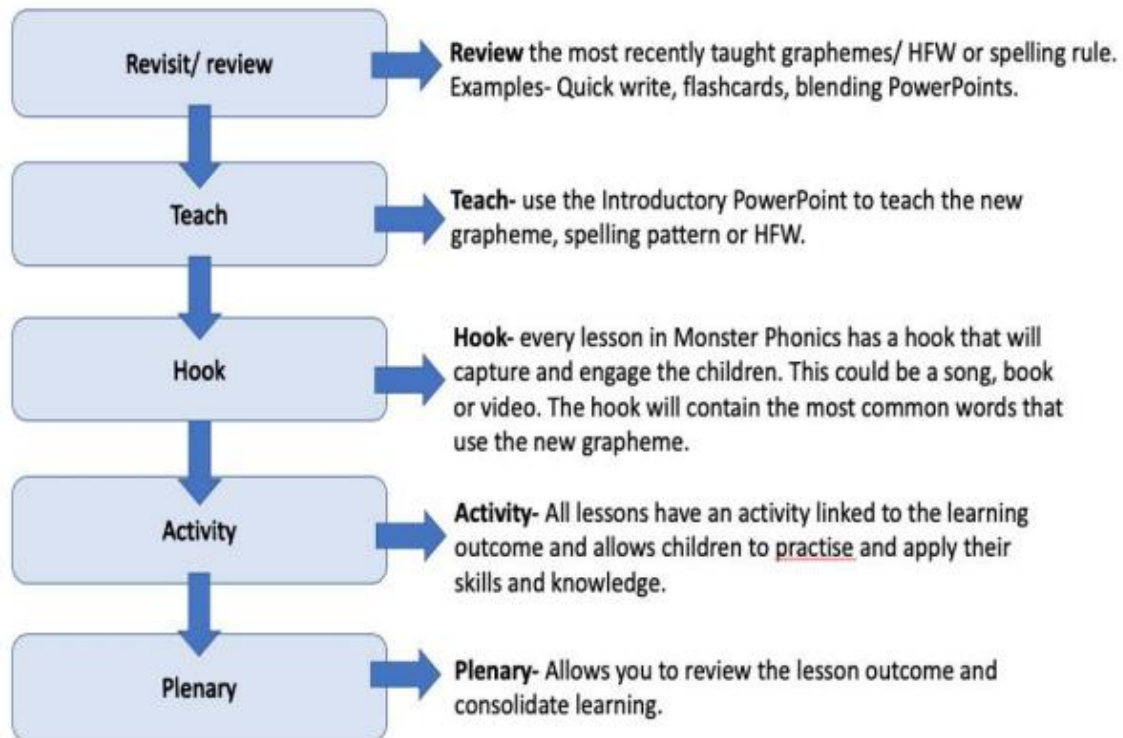 Revisit/ review
Review the most recently taught graphemes/ HFW or spelling rule.
Examples- Quick write, flashcards, blending PowerPoints.
Teach
Teach- use the Introductory PowerPoint to teach the new
grapheme, spelling pattern or HFW.
Hook
Hook- every lesson in Monster Phonics has a hook that will
capture and engage the children. This could be a song, book
or video. The hook will contain the most common words that
use the new grapheme.
Activity
Activity- All lessons have an activity linked to the learning
outcome and allows children to practise and apply their
skills and knowledge.
Plenary
Plenary- Allows you to review the lesson outcome and
consolidate learning.